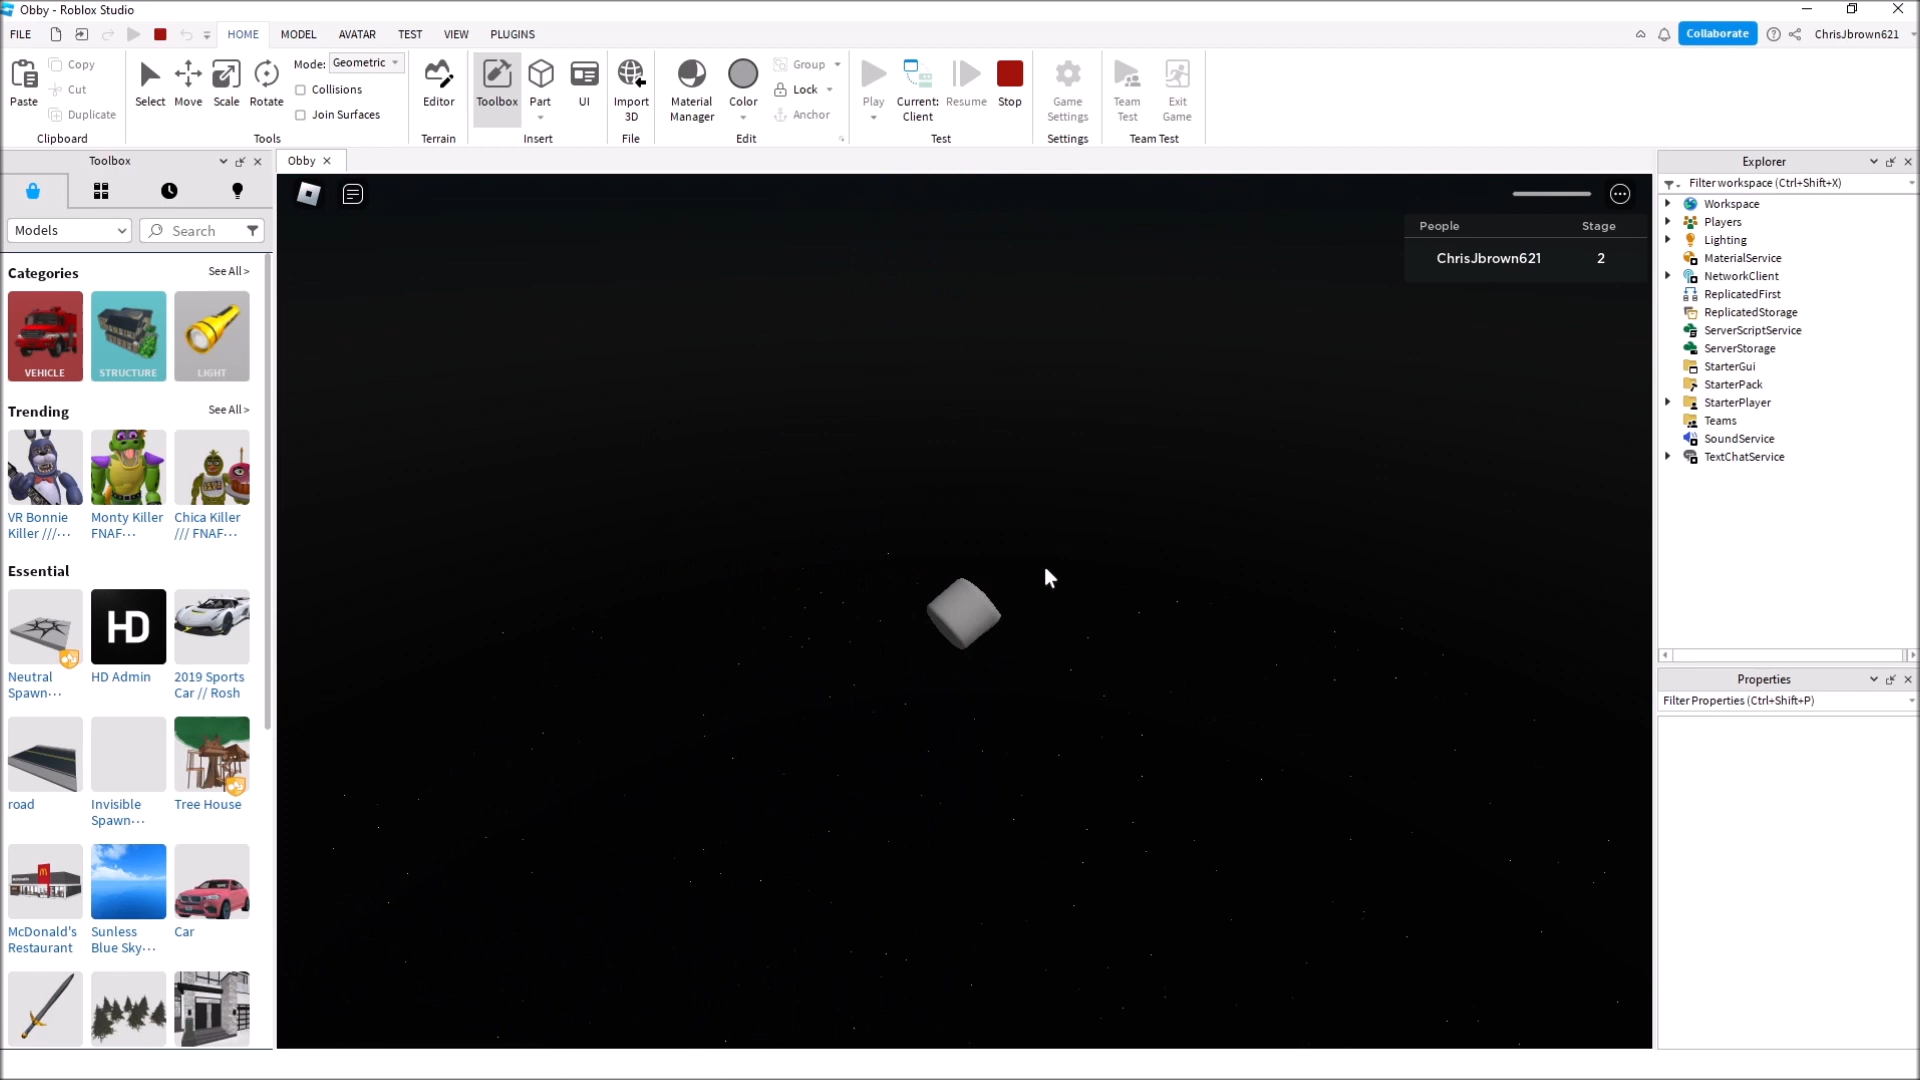 Obby - Roblox Studio
FILE HOME MODEL AVATAR TEST VIEW PLUGINS Collaborate ChrisJbrown621
Paste Copy Cut Duplicate Clipboard
Select Move Scale Rotate Mode: Geometric Collisions Join Surfaces Tools
Editor Terrain
Toolbox Part UI Insert
Import 3D File
Material Manager Color Group Lock Anchor Edit
Play Current: Client Resume Stop Test
Game Settings Settings
Team Test Exit Game Team Test
Toolbox
Models Search
Categories See All >
VEHICLE STRUCTURE LIGHT
Trending See All >
VR Bonnie Killer ///··· Monty Killer FNAF··· Chica Killer /// FNAF···
Essential
HD
Neutral Spawn··· HD Admin 2019 Sports Car // Rosh
road Invisible Spawn··· Tree House
McDonald's Restaurant Sunless Blue Sky··· Car
Obby
People Stage
ChrisJbrown621 2
Explorer
Filter workspace (Ctrl+Shift+X)
Workspace
Players
Lighting
MaterialService
NetworkClient
ReplicatedFirst
ReplicatedStorage
ServerScriptService
ServerStorage
StarterGui
StarterPack
StarterPlayer
Teams
SoundService
TextChatService
Properties
Filter Properties (Ctrl+Shift+P)